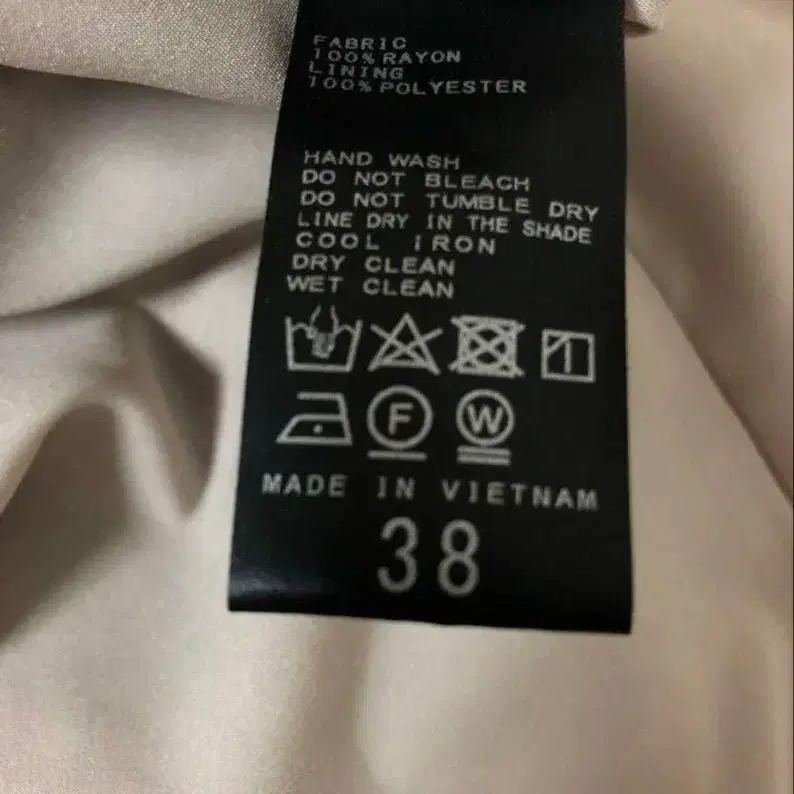 FABRIC
100%RAYON
LINING
100%POLYESTER
HAND WASH
DO NOT BLEACH
DO NOT TUMBLE DRY
LINE DRY IN THE SHADE
COOL IRON
DRY CLEAN
WET CLEAN
F W
MADE IN VIETNAM
38